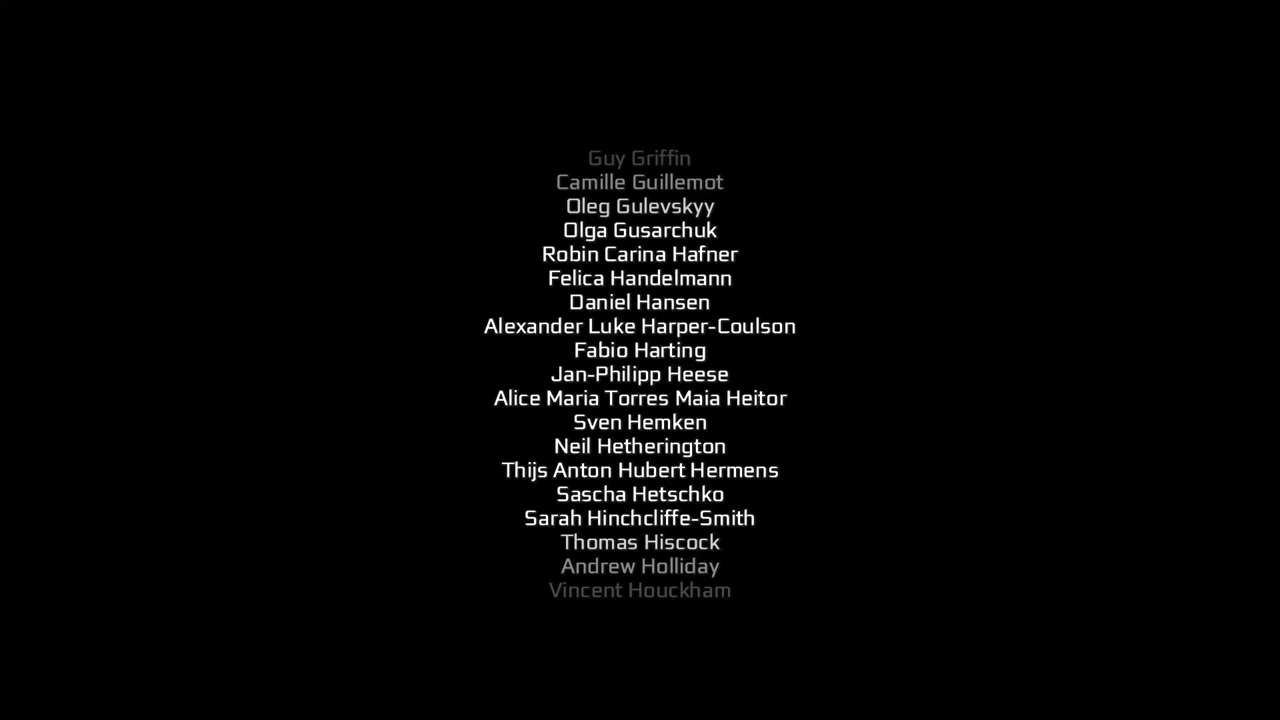 Guy Griffin
Camille Guillemot
Oleg Gulevskyy
Olga Gusarchuk
Robin Carina Hafner
Felica Handelmann
Daniel Hansen
Alexander Luke Harper-Coulson
Fabio Harting
Jan-Philipp Heese
Alice Maria Torres Maia Heitor
Sven Hemken
Neil Hetherington
Thijs Anton Hubert Hermens
Sascha Hetschko
Sarah Hinchcliffe-Smith
Thomas Hiscock
Andrew Holliday
Vincent Houckham